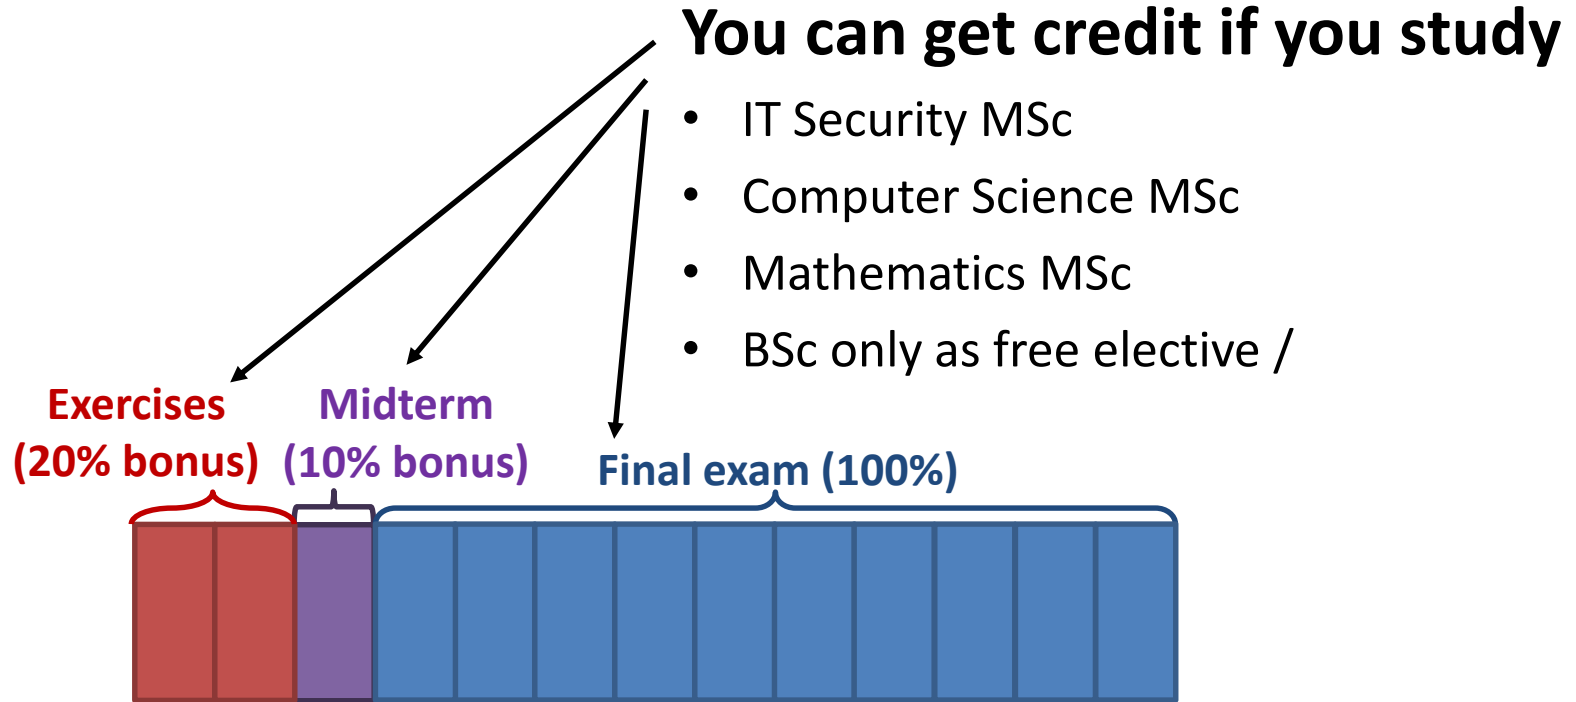 You can get credit if you study
• IT Security MSc
• Computer Science MSc
• Mathematics MSc
• BSc only as free elective /
Exercises
(20% bonus)
Midterm
(10% bonus)
Final exam (100%)